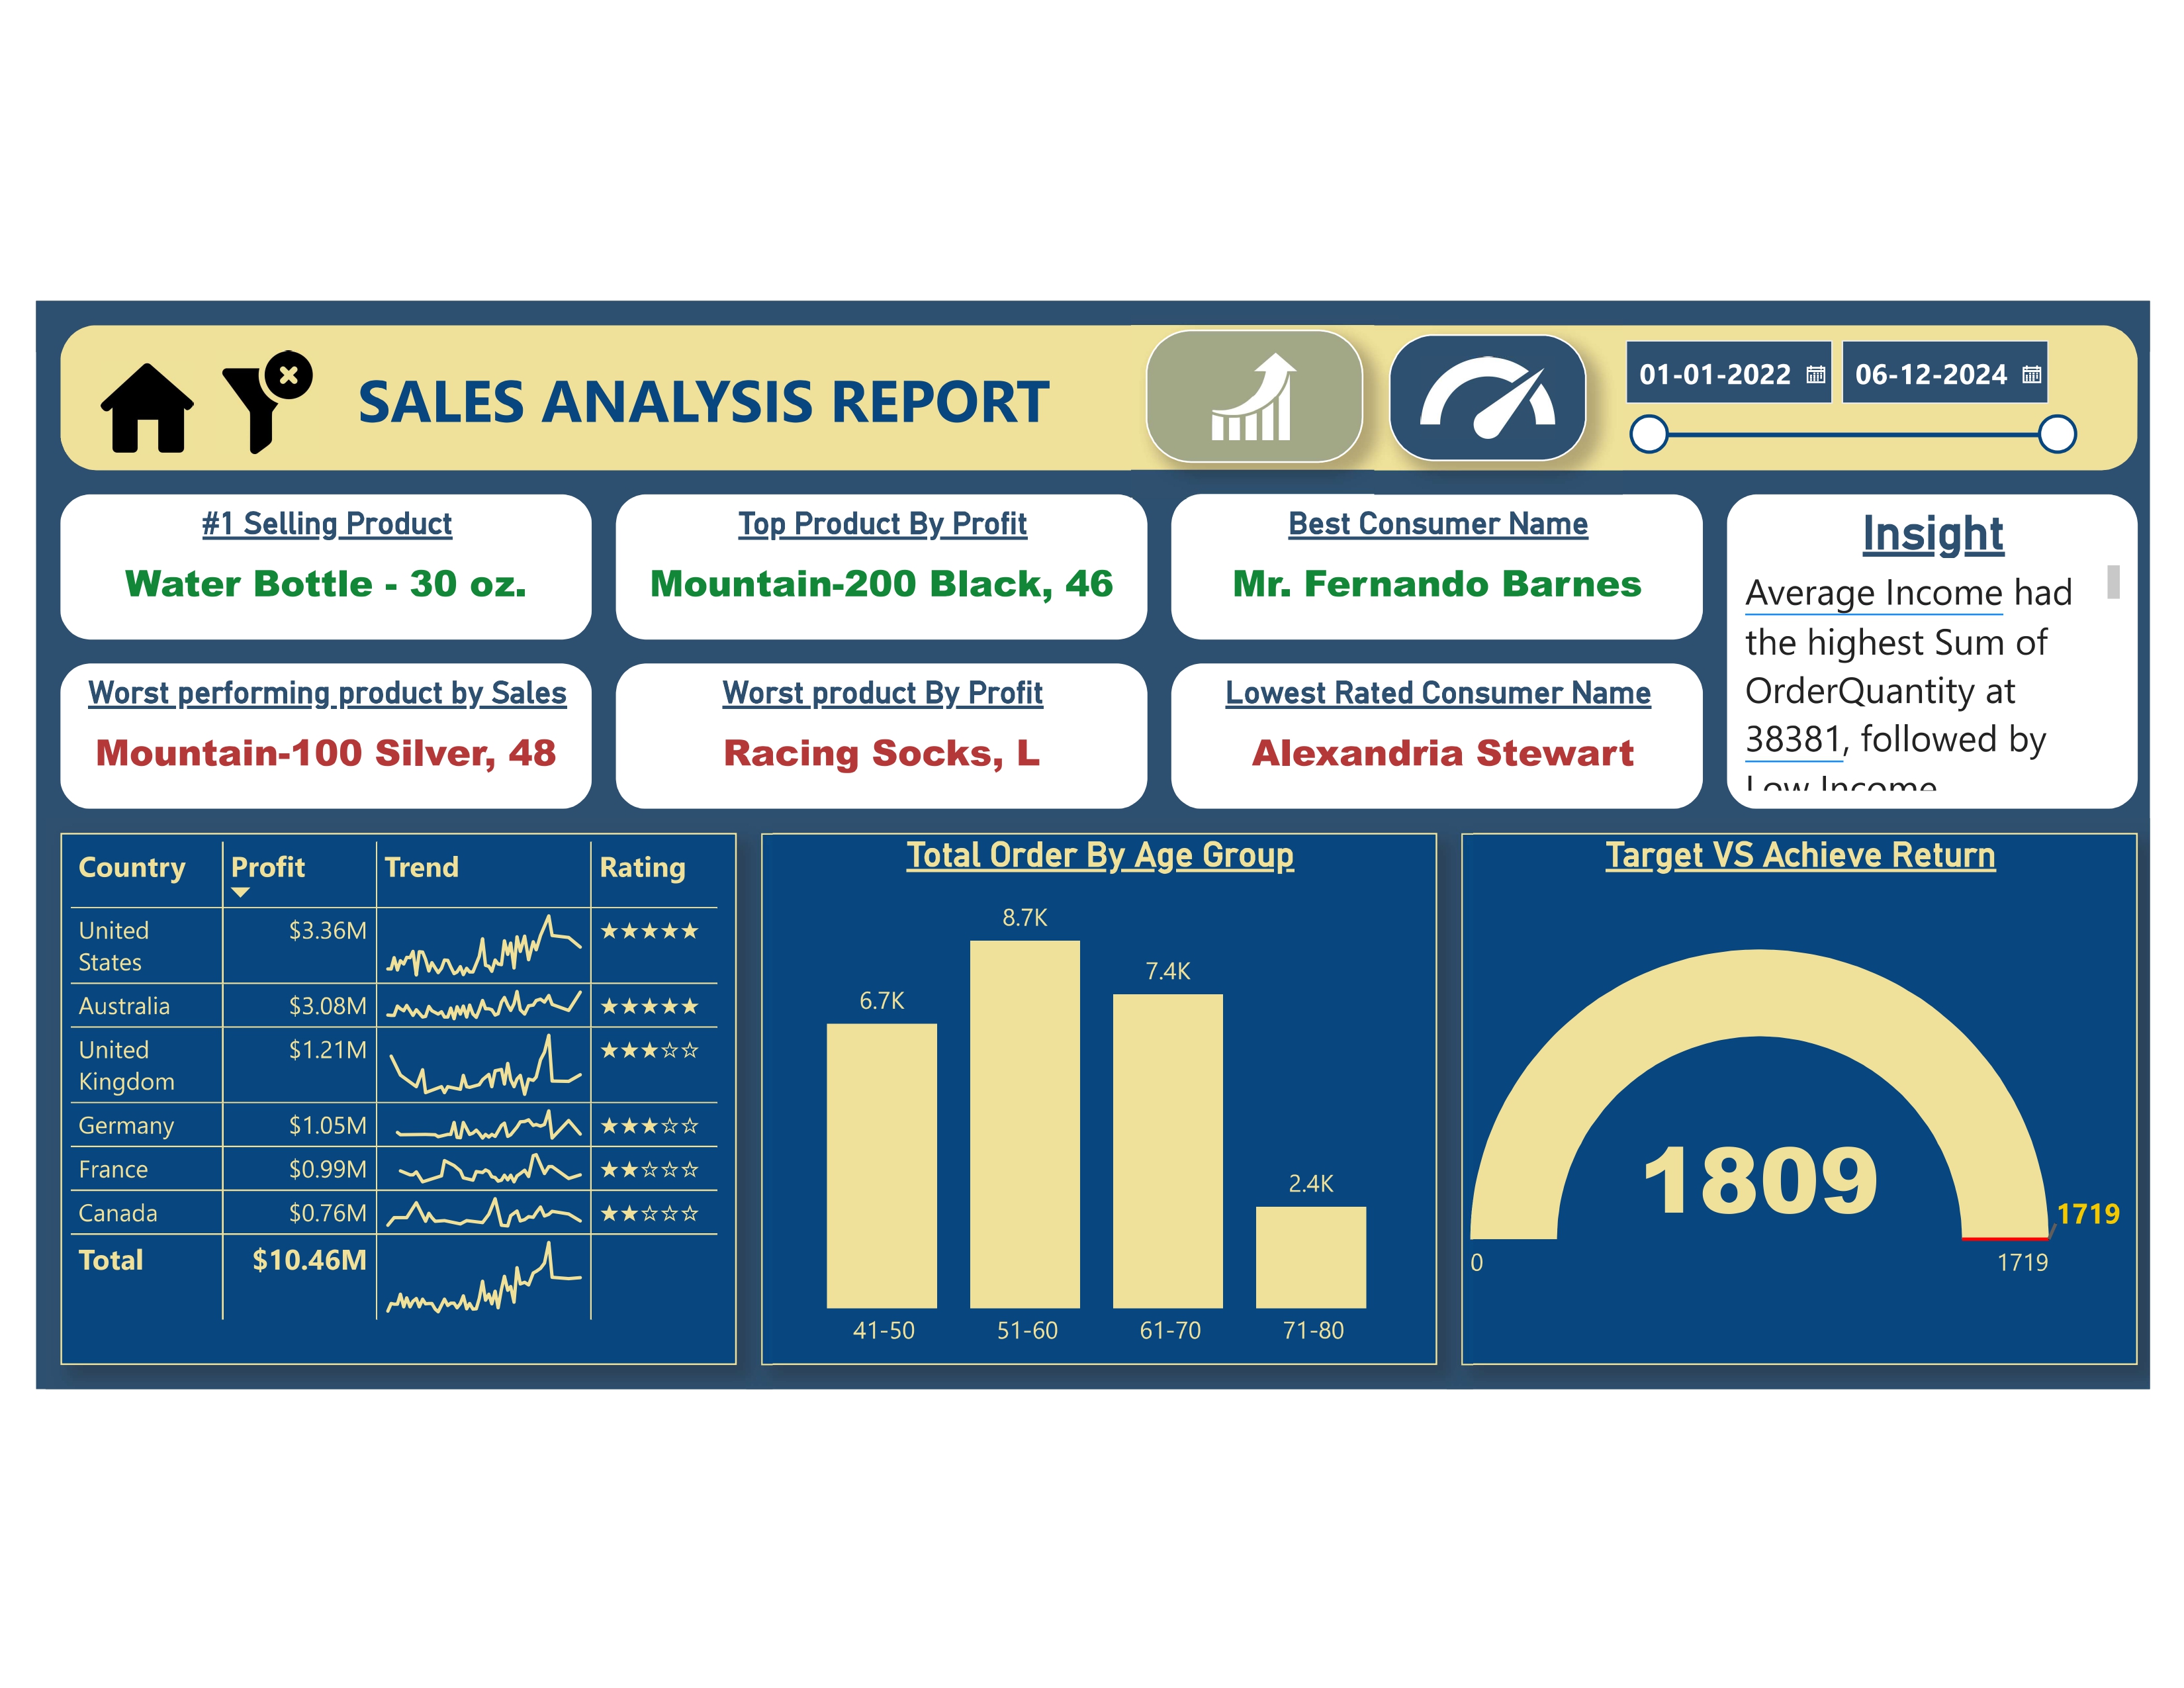 SALES ANALYSIS REPORT
01-01-2022
06-12-2024
#1 Selling Product
Water Bottle - 30 oz.
Top Product By Profit
Mountain-200 Black, 46
Best Consumer Name
Mr. Fernando Barnes
Insight
Average Income had
the highest Sum of
OrderQuantity at
38381, followed by
Low Income
Worst performing product by Sales
Mountain-100 Silver, 48
Worst product By Profit
Racing Socks, L
Lowest Rated Consumer Name
Alexandria Stewart
Country Profit Trend Rating
United
States
$3.36M
★★★★★
Australia $3.08M ★★★★★
United
Kingdom
$1.21M
★★★☆☆
Germany $1.05M ★★★☆☆
France $0.99M ★★☆☆☆
Canada $0.76M ★★☆☆☆
Total $10.46M
Total Order By Age Group
8.7K
7.4K
6.7K
2.4K
41-50 51-60 61-70 71-80
Target VS Achieve Return
1809
1719
0
1719